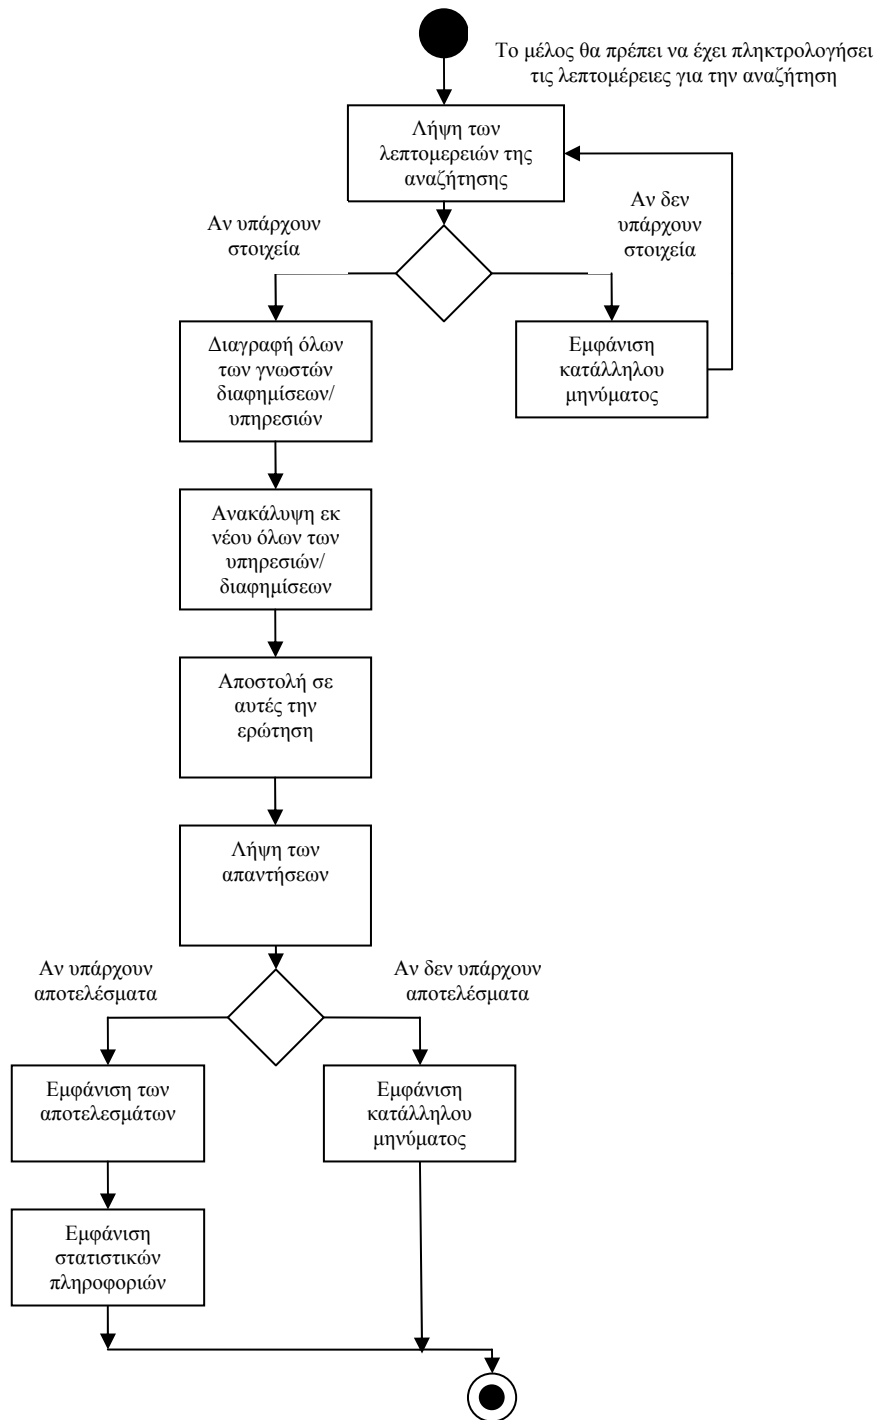 Το μέλος θα πρέπει να έχει πληκτρολογήσει
τις λεπτομέρειες για την αναζήτηση
Λήψη των
λεπτομερειών της
αναζήτησης
Αν υπάρχουν
στοιχεία
Αν δεν
υπάρχουν
στοιχεία
Διαγραφή όλων
των γνωστών
διαφημίσεων/
υπηρεσιών
Εμφάνιση
κατάλληλου
μηνύματος
Ανακάλυψη εκ
νέου όλων των
υπηρεσιών/
διαφημίσεων
Αποστολή σε
αυτές την
ερώτηση
Λήψη των
απαντήσεων
Αν υπάρχουν
αποτελέσματα
Αν δεν υπάρχουν
αποτελέσματα
Εμφάνιση των
αποτελεσμάτων
Εμφάνιση
κατάλληλου
μηνύματος
Εμφάνιση
στατιστικών
πληροφοριών